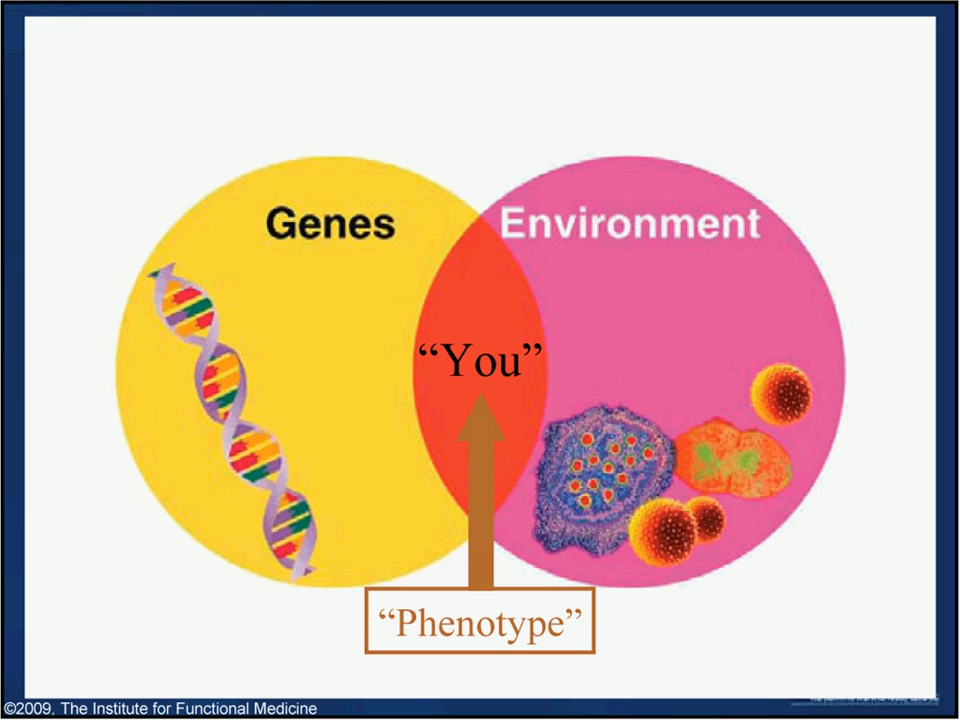 Genes
Environment
“You”
“Phenotype”
©2009. The Institute for Functional Medicine